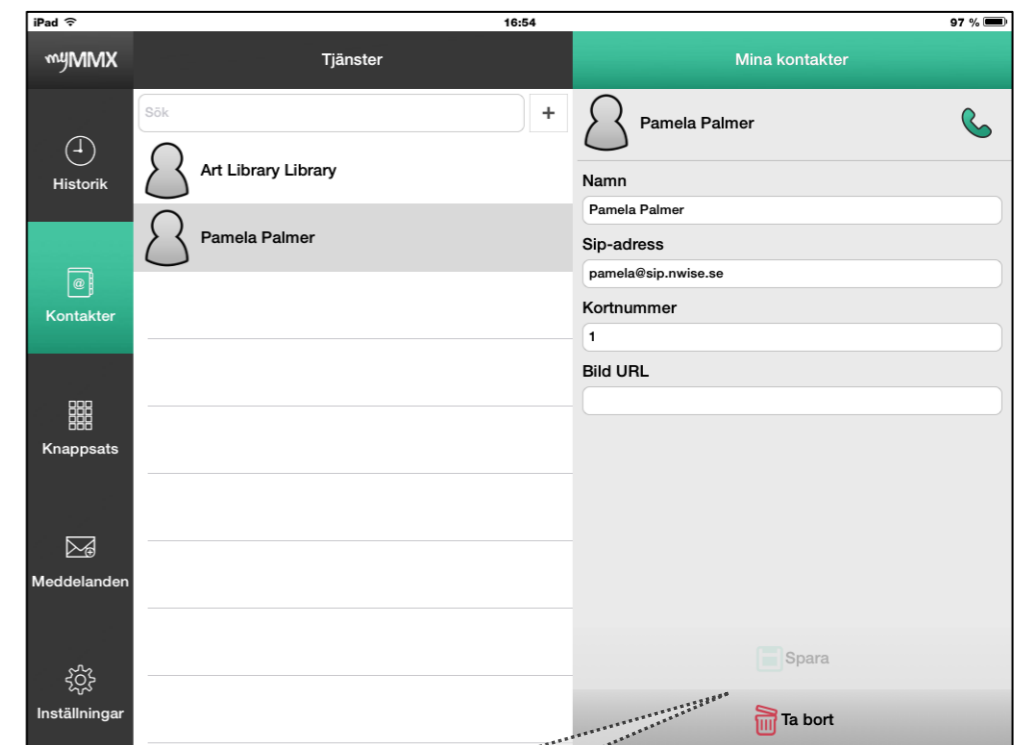 iPad 16:54 97 %
myMMX Tjänster Mina kontakter
Historik
Kontakter
Knappsats
Meddelanden
Inställningar
Sök +
Art Library Library
Pamela Palmer
Pamela Palmer
Namn
Pamela Palmer
Sip-adress
pamela@sip.nwise.se
Kortnummer
1
Bild URL
Spara
Ta bort